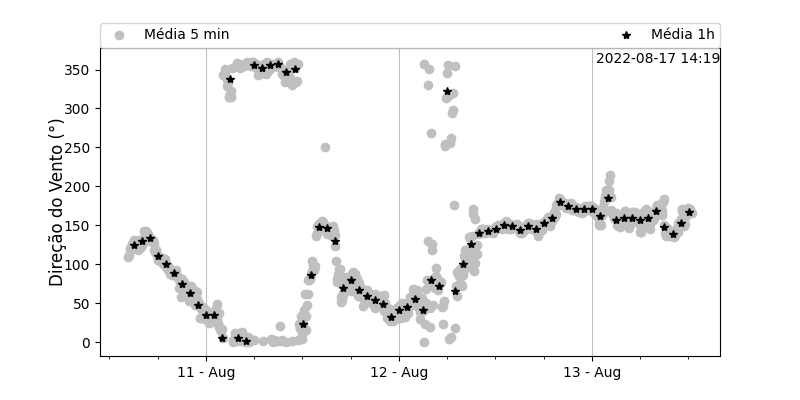 Média 5 min
Média 1h
2022-08-17 14:19
Direção do Vento (°)
350
300
250
200
150
100
50
0
11 - Aug
12 - Aug
13 - Aug